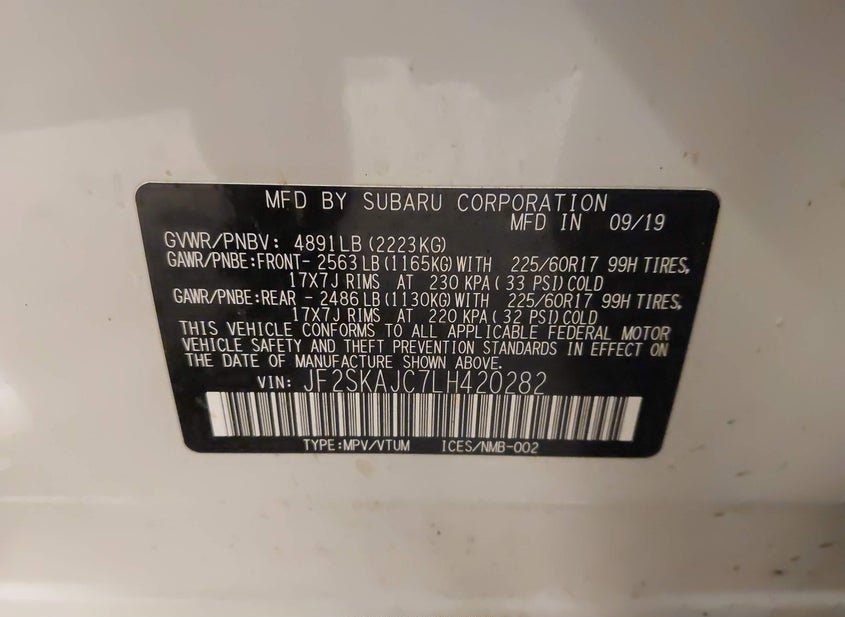 MFD BY SUBARU CORPORATION
MFD IN 09/19
GVWR/PNBV: 4891LB(2223KG)
GAWR/PNBE:FRONT- 2563LB(1165KG)WITH 225/60R17 99H TIRES,
17X7J RIMS AT 230 KPA( 33 PSI)COLD
GAWR/PNBE:REAR - 2486LB(1130KG)WITH 225/60R17 99H TIRES,
17X7J RIMS AT 220 KPA( 32 PSI)COLD
THIS VEHICLE CONFORMS TO ALL APPLICABLE FEDERAL MOTOR
VEHICLE SAFETY AND THEFT PREVENTION STANDARDS IN EFFECT ON
THE DATE OF MANUFACTURE SHOWN ABOVE.
VIN: JF2SKAJC7LH420282
TYPE:MPV/VTUM ICES/NMB-002